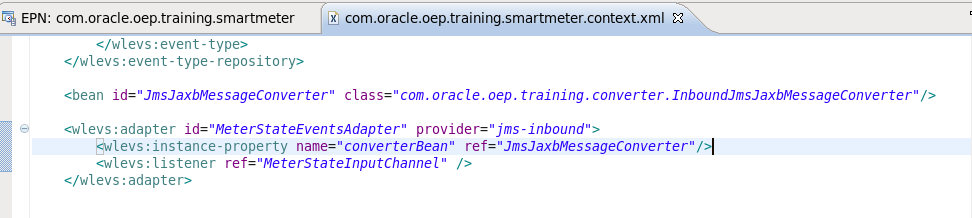 EPN: com.oracle.oep.training.smartmeter
com.oracle.oep.training.smartmeter.context.xml
</wlevs:event-type>
</wlevs:event-type-repository>
<bean id="JmsJaxbMessageConverter" class="com.oracle.oep.training.converter.InboundJmsJaxbMessageConverter"/>
<wlevs:adapter id="MeterStateEventsAdapter" provider="jms-inbound">
<wlevs:instance-property name="converterBean" ref="JmsJaxbMessageConverter"/>
<wlevs:listener ref="MeterStateInputChannel" />
</wlevs:adapter>